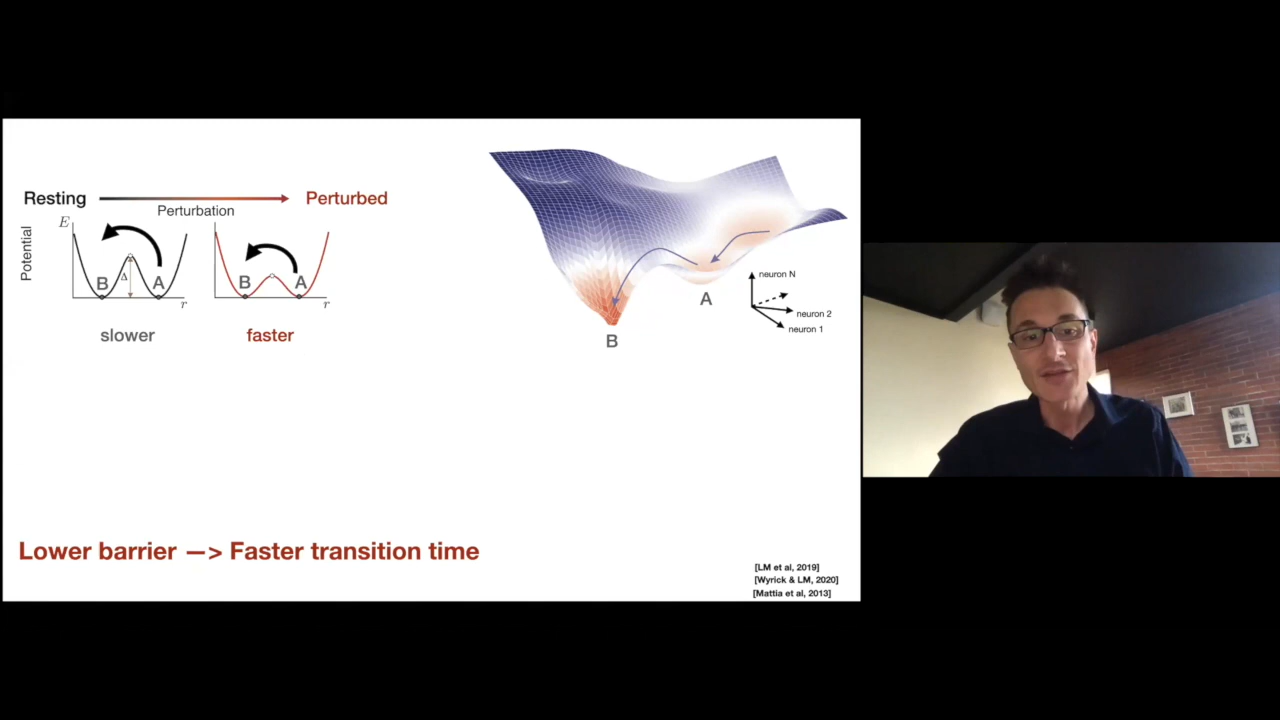 Resting
Perturbed
Perturbation
E
Potential
B
Δ
A
r
B
A
r
slower
faster
neuron N
neuron 2
neuron 1
A
B
Lower barrier —> Faster transition time
[LM et al, 2019]
[Wyrick & LM, 2020]
[Mattia et al, 2013]